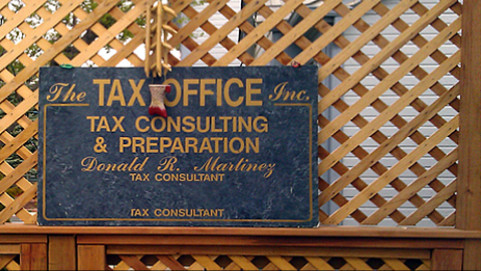 The TAX OFFICE Inc.
TAX CONSULTING
& PREPARATION
Donald R. Martinez
TAX CONSULTANT
TAX CONSULTANT